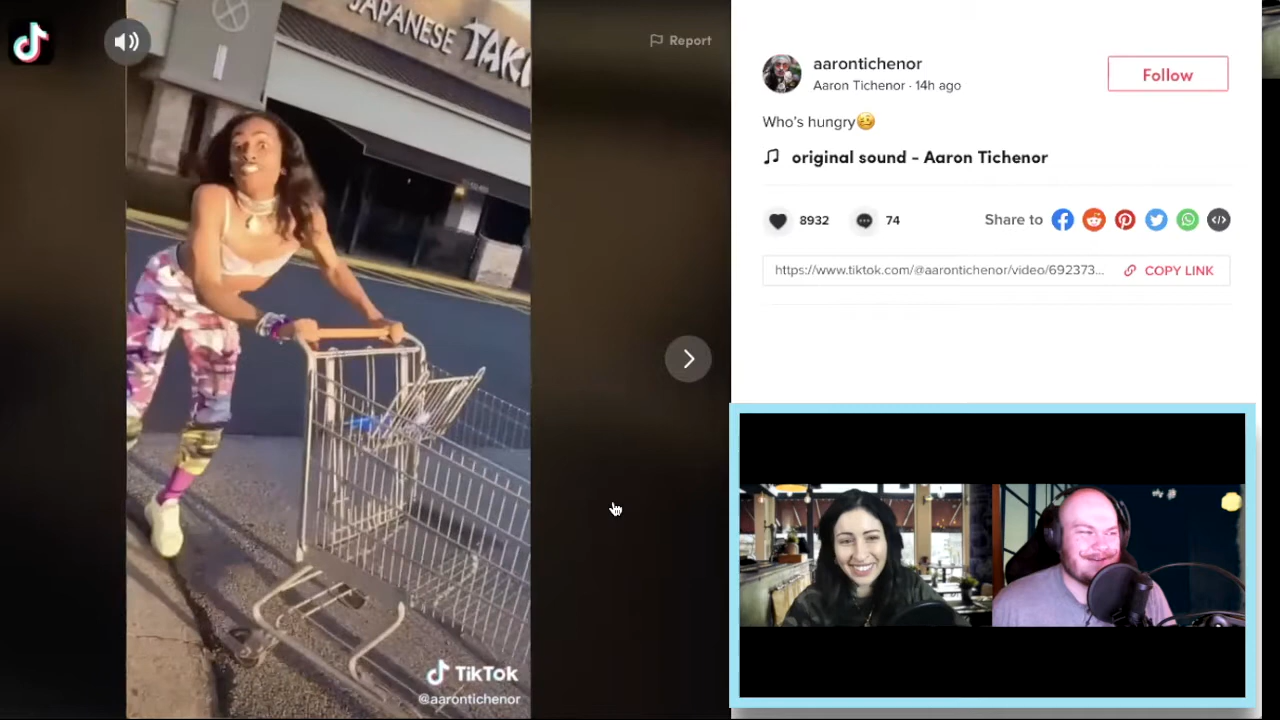 JAPANESE
Report
aarontichenor
Aaron Tichenor · 14h ago
Follow
Who's hungry🥴
original sound - Aaron Tichenor
8932
74
Share to
https://www.tiktok.com/@aarontichenor/video/692373...
COPY LINK
TikTok
@aarontichenor